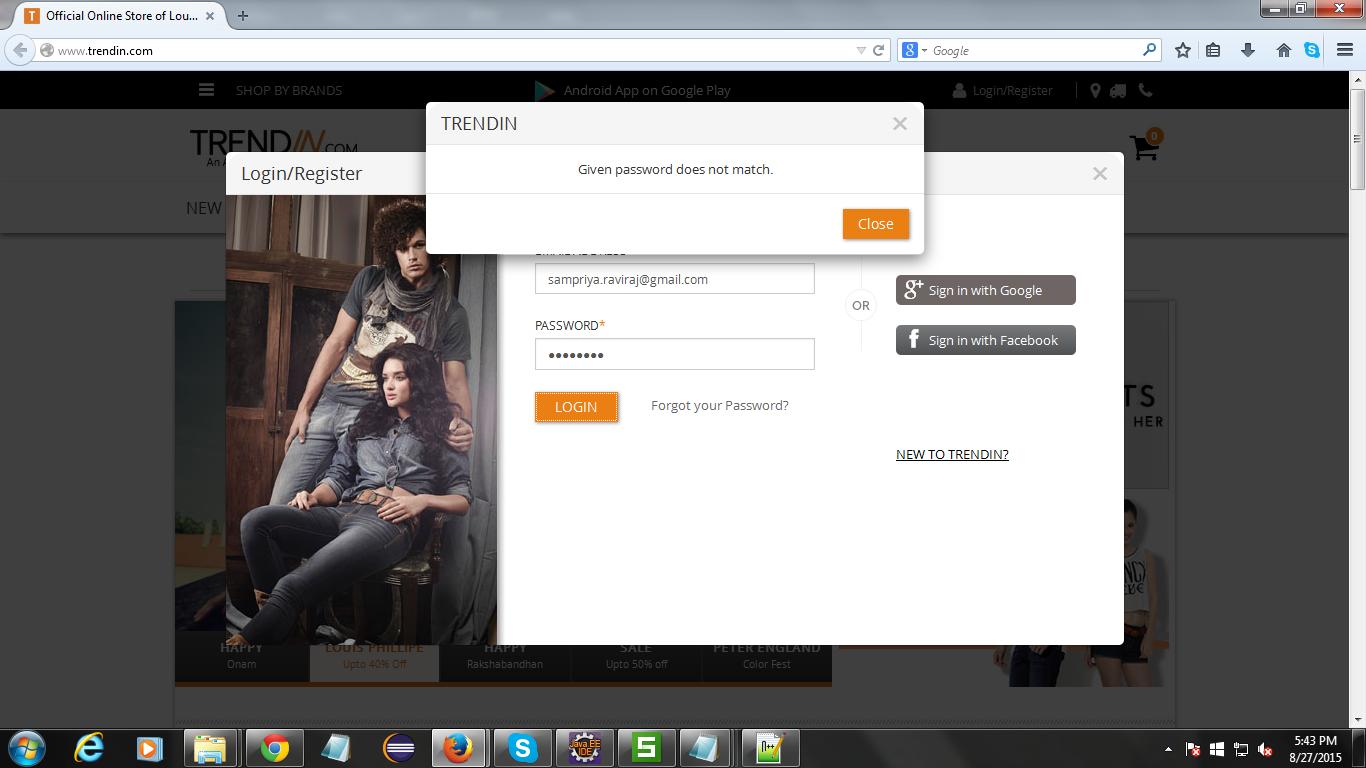 Official Online Store of Lou...
www.trendin.com
Google
SHOP BY BRANDS
Android App on Google Play
Login/Register
TRENDIN.COM
0
TRENDIN
Given password does not match.
Close
Login/Register
NEW
sampriya.raviraj@gmail.com
PASSWORD*
LOGIN
Forgot your Password?
OR
Sign in with Google
Sign in with Facebook
NEW TO TRENDIN?
TS
HER
HAPPY
Onam
LOUIS PHILLIPE
Upto 40% Off
HAPPY
Rakshabandhan
SALE
Upto 50% off
PETER ENGLAND
Color Fest
Java EE
IDE
5:43 PM
8/27/2015